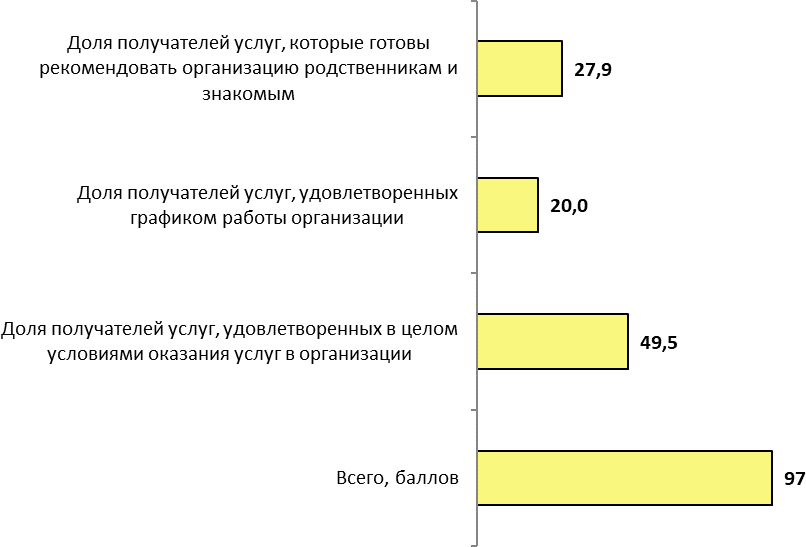 Доля получателей услуг, которые готовы
рекомендовать организацию родственникам и
знакомым
27,9
Доля получателей услуг, удовлетворенных
графиком работы организации
20,0
Доля получателей услуг, удовлетворенных в целом
условиями оказания услуг в организации
49,5
Всего, баллов
97